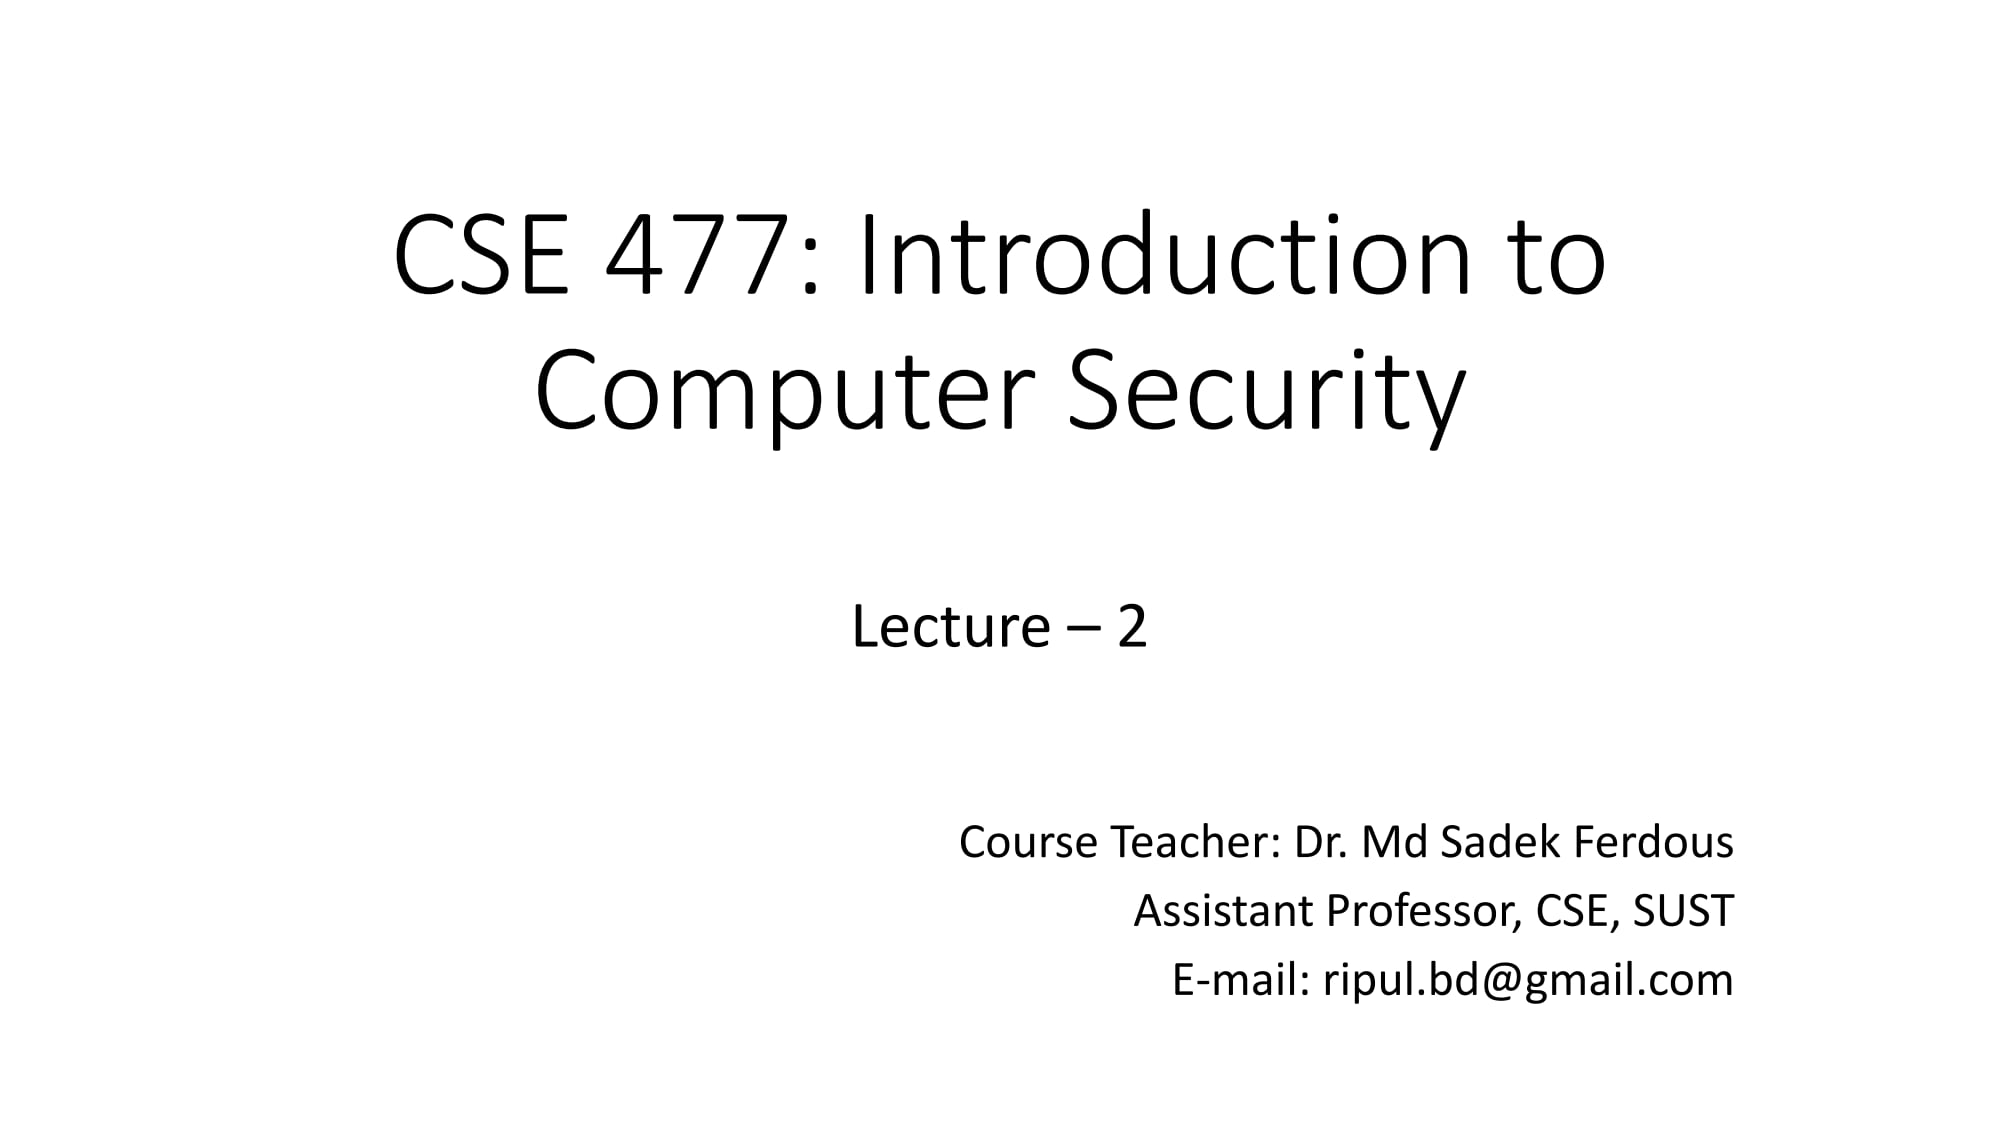 CSE 477: Introduction to
Computer Security
Lecture – 2
Course Teacher: Dr. Md Sadek Ferdous
Assistant Professor, CSE, SUST
E-mail: ripul.bd@gmail.com